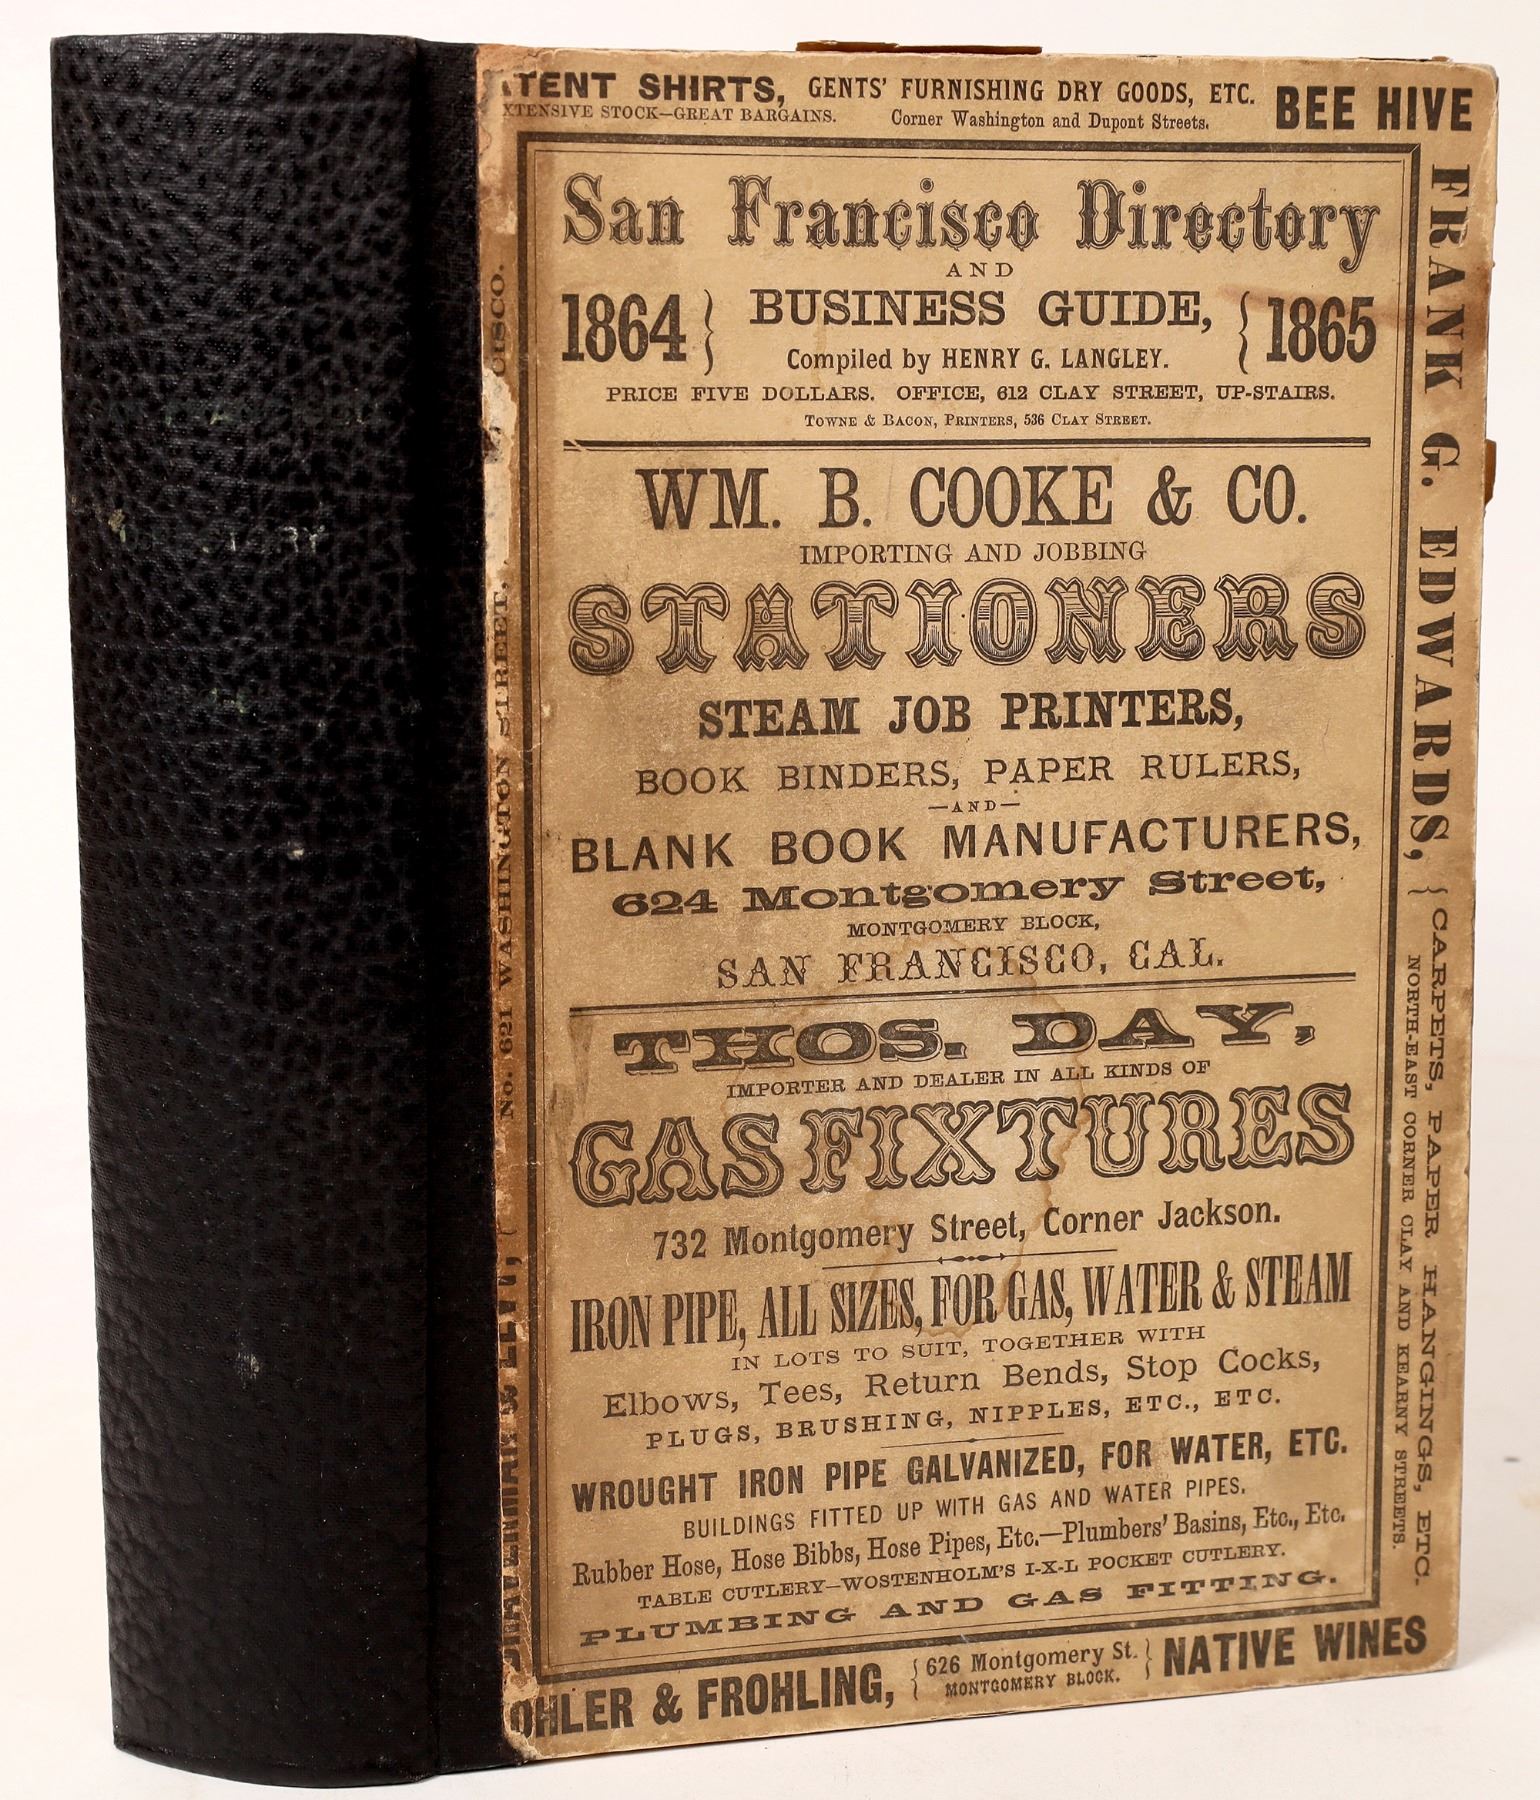 TENT SHIRTS, GENTS' FURNISHING DRY GOODS, ETC. BEE HIVE
XTENSIVE STOCK—GREAT BARGAINS. Corner Washington and Dupont Streets.
San Francisco Directory
AND
1864 } BUSINESS GUIDE, { 1865
Compiled by HENRY G. LANGLEY.
PRICE FIVE DOLLARS. OFFICE, 612 CLAY STREET, UP-STAIRS.
TOWNE & BACON, PRINTERS, 536 CLAY STREET.
WM. B. COOKE & CO.
IMPORTING AND JOBBING
STATIONERS
STEAM JOB PRINTERS,
BOOK BINDERS, PAPER RULERS,
—AND—
BLANK BOOK MANUFACTURERS,
624 Montgomery Street,
MONTGOMERY BLOCK,
SAN FRANCISCO, CAL.
THOS. DAY,
IMPORTER AND DEALER IN ALL KINDS OF
GAS FIXTURES
732 Montgomery Street, Corner Jackson.
IRON PIPE, ALL SIZES, FOR GAS, WATER & STEAM
IN LOTS TO SUIT, TOGETHER WITH
Elbows, Tees, Return Bends, Stop Cocks,
PLUGS, BRUSHING, NIPPLES, ETC., ETC.
WROUGHT IRON PIPE GALVANIZED, FOR WATER, ETC.
BUILDINGS FITTED UP WITH GAS AND WATER PIPES.
Rubber Hose, Hose Bibbs, Hose Pipes, Etc.—Plumbers' Basins, Etc., Etc.
TABLE CUTLERY—WOSTENHOLM'S I-X-L POCKET CUTLERY.
PLUMBING AND GAS FITTING.
OHLER & FROHLING, { 626 Montgomery St. } NATIVE WINES
MONTGOMERY BLOCK.
FRANK G. EDWARDS, { CARPETS, PAPER HANGINGS, ETC.
NORTH-EAST CORNER CLAY AND KEARNY STREETS.
No. 621 WASHINGTON STREET, CISCO.